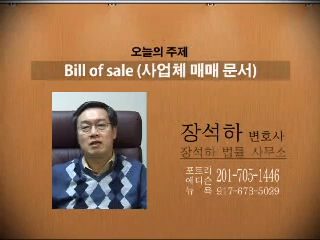 오늘의 주제
Bill of sale (사업체 매매 문서)
장석하 변호사
장석하 법률 사무소
포트리
에디슨 201-705-1446
뉴욕 917-673-5029